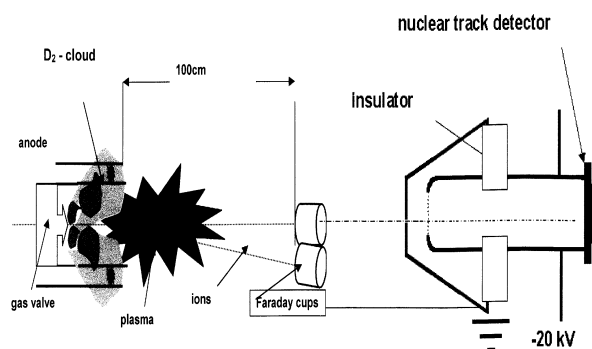 nuclear track detector
D₂ - cloud
100cm
insulator
anode
gas valve
plasma
ions
Faraday cups
-20 kV